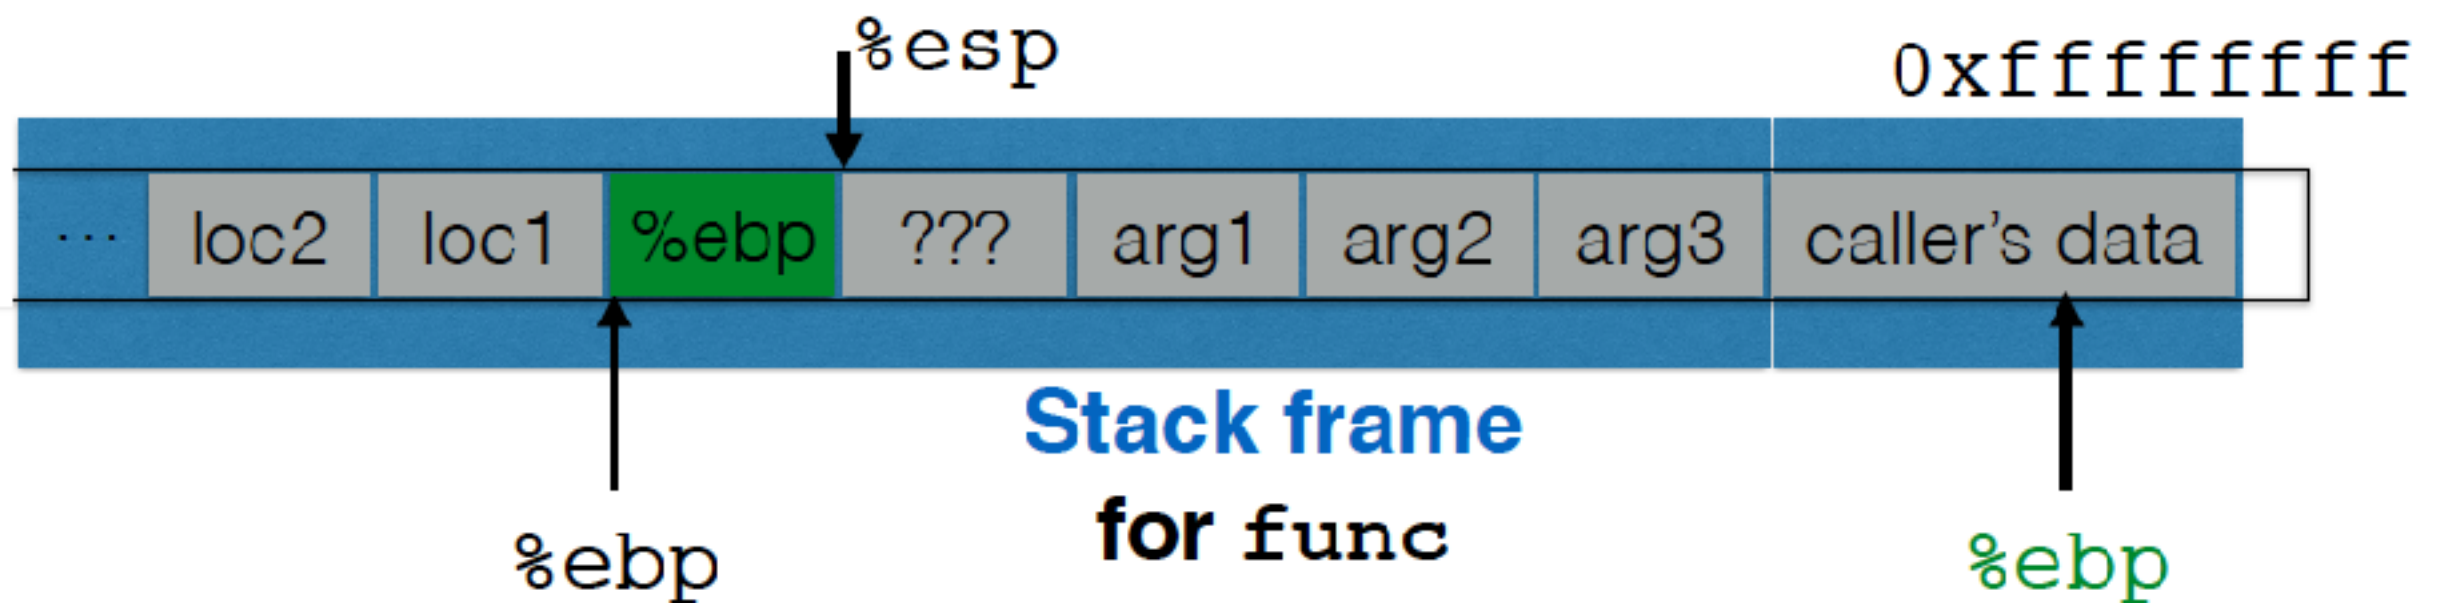 %esp
0xffffffff
... loc2 loc1 %ebp ??? arg1 arg2 arg3 caller's data
Stack frame
for func
%ebp
%ebp